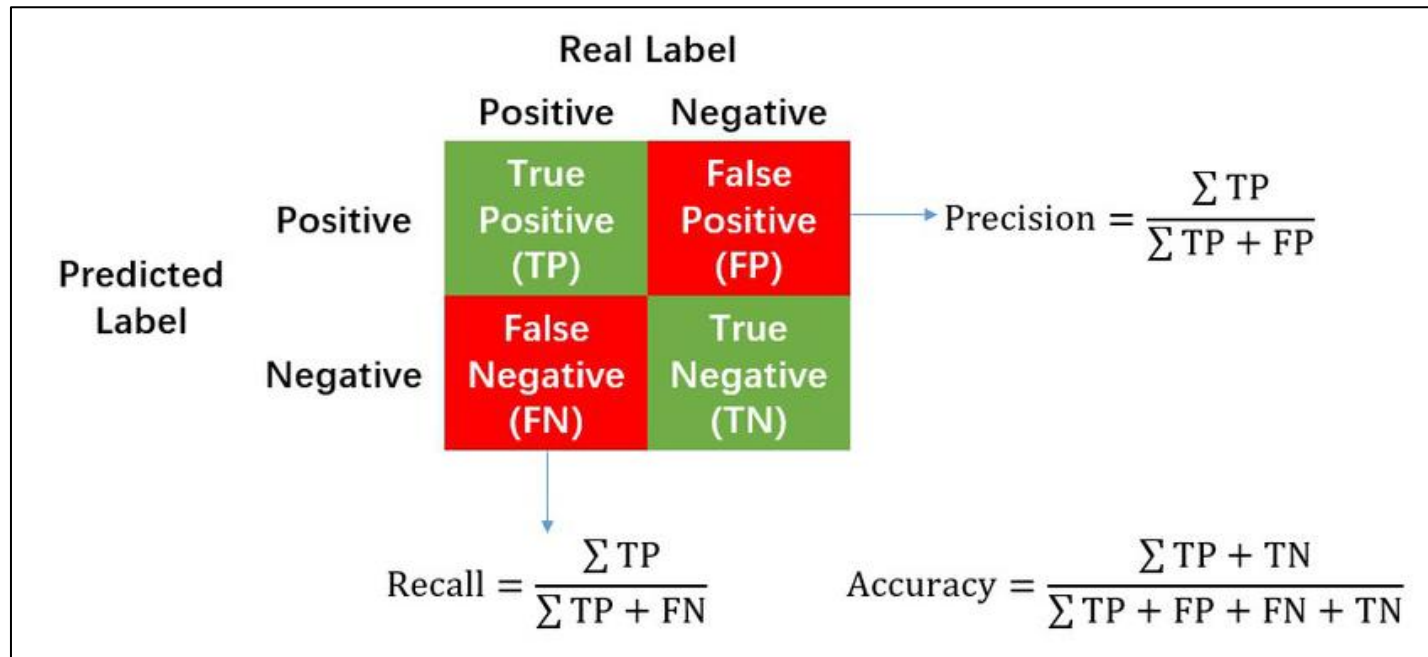 Real Label
Positive Negative
True Positive (TP)
False Positive (FP)
Positive
Precision = ∑ TP / ∑ TP + FP
Predicted Label
False Negative (FN)
True Negative (TN)
Negative
Recall = ∑ TP / ∑ TP + FN
Accuracy = ∑ TP + TN / ∑ TP + FP + FN + TN